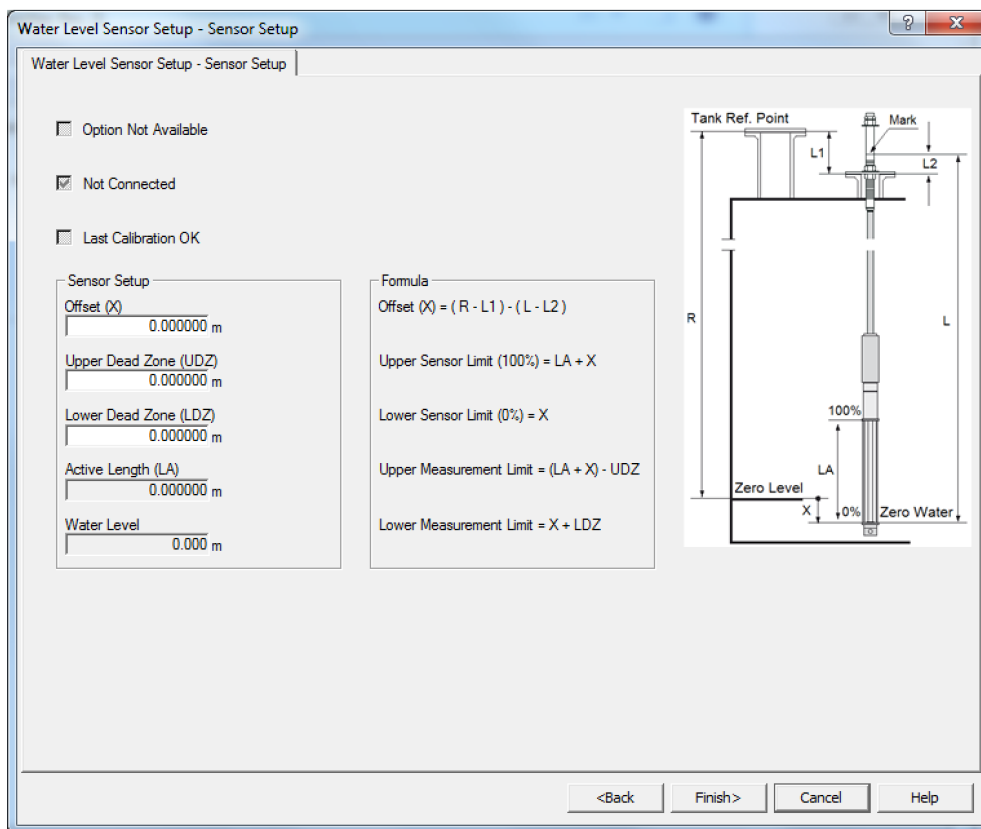 Water Level Sensor Setup - Sensor Setup
?
X
Water Level Sensor Setup - Sensor Setup
Option Not Available
Not Connected
Last Calibration OK
Sensor Setup
Offset (X)
0.000000 m
Upper Dead Zone (UDZ)
0.000000 m
Lower Dead Zone (LDZ)
0.000000 m
Active Length (LA)
0.000000 m
Water Level
0.000 m
Formula
Offset (X) = ( R - L1 ) - ( L - L2 )
Upper Sensor Limit (100%) = LA + X
Lower Sensor Limit (0%) = X
Upper Measurement Limit = (LA + X) - UDZ
Lower Measurement Limit = X + LDZ
Tank Ref. Point
Mark
L1
L2
R
L
100%
LA
Zero Level
X
0%
Zero Water
<Back
Finish>
Cancel
Help